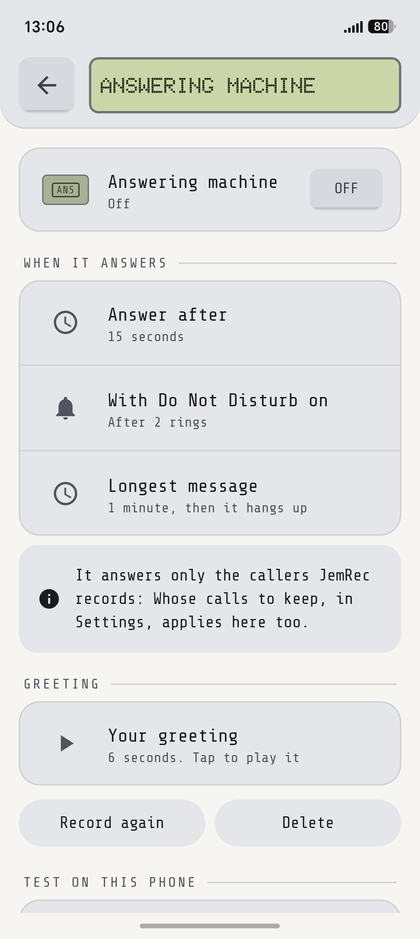 13:06
80
ANSWERING MACHINE
ANS
Answering machine
Off
OFF
WHEN IT ANSWERS
Answer after
15 seconds
With Do Not Disturb on
After 2 rings
Longest message
1 minute, then it hangs up
It answers only the callers JemRec
records: Whose calls to keep, in
Settings, applies here too.
GREETING
Your greeting
6 seconds. Tap to play it
Record again
Delete
TEST ON THIS PHONE